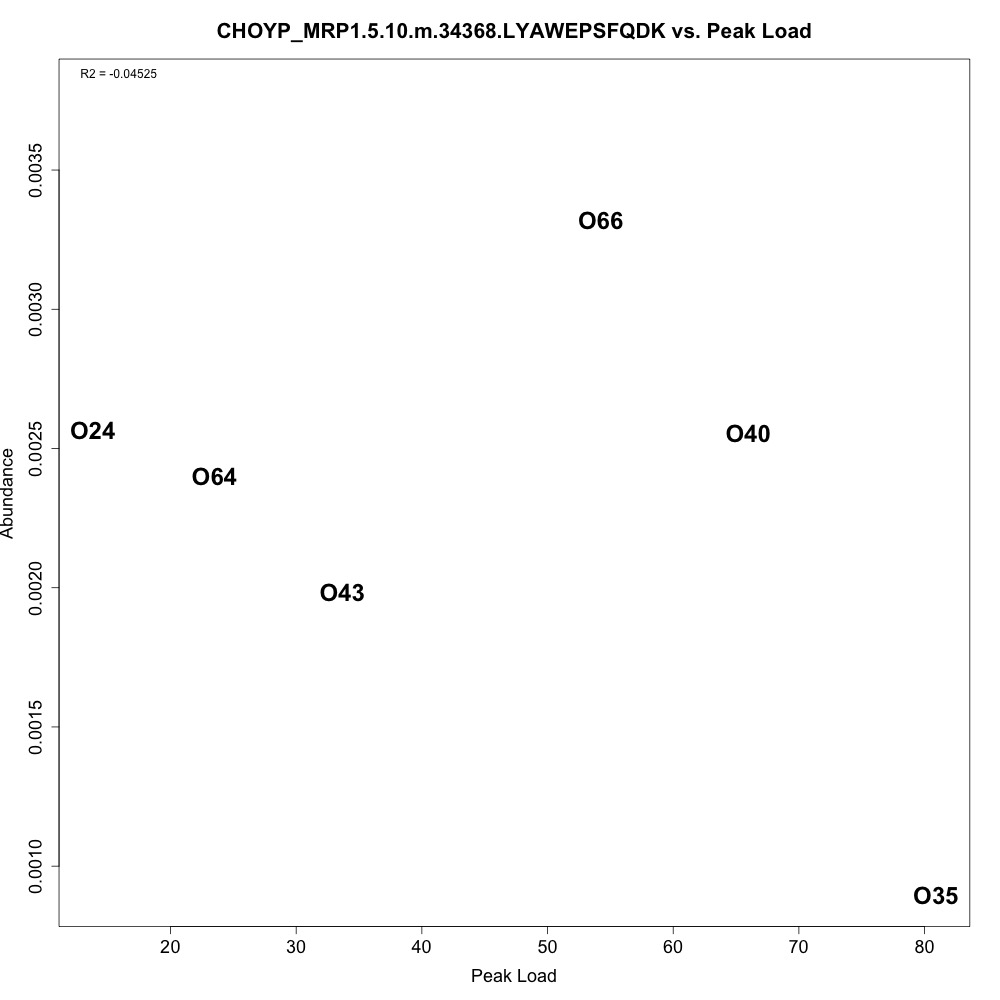 CHOYP_MRP1.5.10.m.34368.LYAWEPSFQDK vs. Peak Load
R2 = -0.04525
0.0035
O66
0.0030
O24
O40
0.0025
Abundance
O64
0.0020
O43
0.0015
0.0010
O35
20 30 40 50 60 70 80
Peak Load